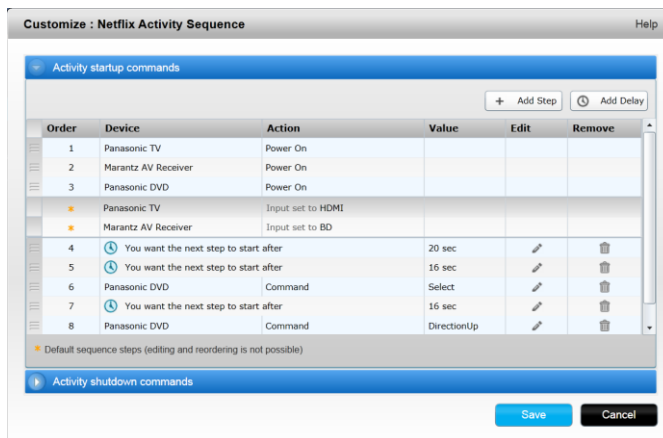 Customize : Netflix Activity Sequence Help
Activity startup commands
+ Add Step Add Delay
Order Device Action Value Edit Remove
1 Panasonic TV Power On
2 Marantz AV Receiver Power On
3 Panasonic DVD Power On
Panasonic TV Input set to HDMI
Marantz AV Receiver Input set to BD
4 You want the next step to start after 20 sec
5 You want the next step to start after 16 sec
6 Panasonic DVD Command Select
7 You want the next step to start after 16 sec
8 Panasonic DVD Command DirectionUp
Default sequence steps (editing and reordering is not possible)
Activity shutdown commands
Save Cancel